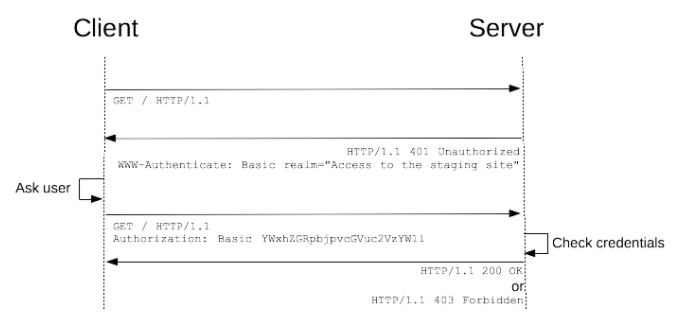 Client
Server
GET / HTTP/1.1
HTTP/1.1 401 Unauthorized
WWW-Authenticate: Basic realm="Access to the staging site"
Ask user
GET / HTTP/1.1
Authorization: Basic YWxhZGRpbjpvcGVuc2VzYW1l
Check credentials
HTTP/1.1 200 OK
or
HTTP/1.1 403 Forbidden